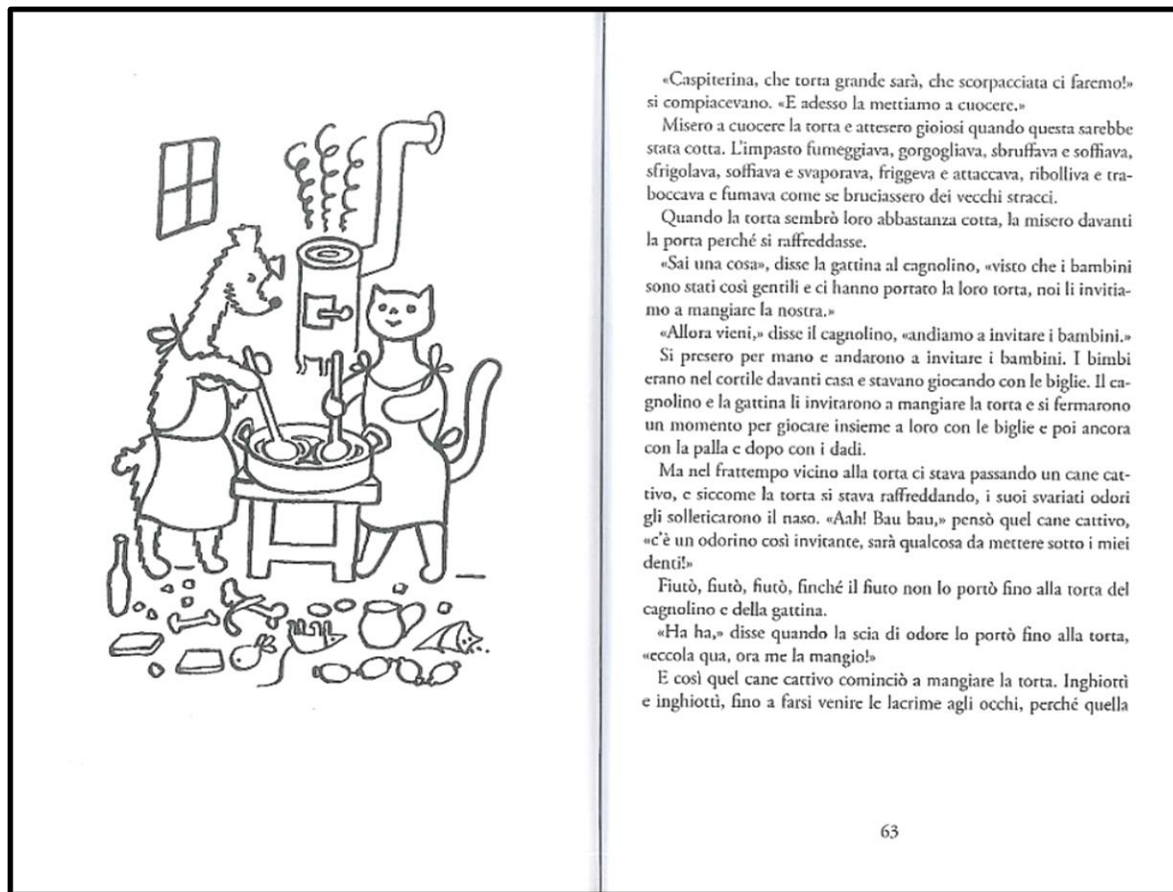 «Caspiterina, che torta grande sarà, che scorpacciata ci faremo!»
si compiacevano. «E adesso la mettiamo a cuocere.»
Misero a cuocere la torta e attesero gioiosi quando questa sarebbe
stata cotta. L'impasto fumeggiava, gorgogliava, sbruffava e soffiava,
sfrigolava, soffiava e svaporava, friggeva e attaccava, ribolliva e tra-
boccava e fumava come se bruciassero dei vecchi stracci.
Quando la torta sembrò loro abbastanza cotta, la misero davanti
la porta perché si raffreddasse.
«Sai una cosa», disse la gattina al cagnolino, «visto che i bambini
sono stati così gentili e ci hanno portato la loro torta, noi li invitia-
mo a mangiare la nostra.»
«Allora vieni,» disse il cagnolino, «andiamo a invitare i bambini.»
Si presero per mano e andarono a invitare i bambini. I bimbi
erano nel cortile davanti casa e stavano giocando con le biglie. Il ca-
gnolino e la gattina li invitarono a mangiare la torta e si fermarono
un momento per giocare insieme a loro con le biglie e poi ancora
con la palla e dopo con i dadi.
Ma nel frattempo vicino alla torta ci stava passando un cane cat-
tivo, e siccome la torta si stava raffreddando, i suoi svariati odori
gli solleticarono il naso. «Aah! Bau bau,» pensò quel cane cattivo,
«c'è un odorino così invitante, sarà qualcosa da mettere sotto i miei
denti!»
Fiutò, fiutò, fiutò, finché il fiuto non lo portò fino alla torta del
cagnolino e della gattina.
«Ha ha,» disse quando la scia di odore lo portò fino alla torta,
«eccola qua, ora me la mangio!»
E così quel cane cattivo cominciò a mangiare la torta. Inghiottì
e inghiottì, fino a farsi venire le lacrime agli occhi, perché quella
63